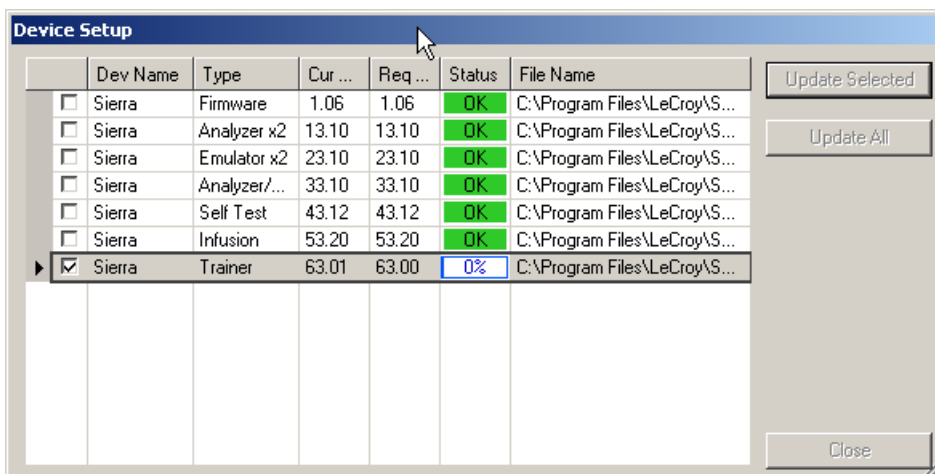 Device Setup
Dev Name Type Cur ... Req ... Status File Name
Sierra Firmware 1.06 1.06 OK C:\Program Files\LeCroy\S...
Sierra Analyzer x2 13.10 13.10 OK C:\Program Files\LeCroy\S...
Sierra Emulator x2 23.10 23.10 OK C:\Program Files\LeCroy\S...
Sierra Analyzer/... 33.10 33.10 OK C:\Program Files\LeCroy\S...
Sierra Self Test 43.12 43.12 OK C:\Program Files\LeCroy\S...
Sierra Infusion 53.20 53.20 OK C:\Program Files\LeCroy\S...
Sierra Trainer 63.01 63.00 0% C:\Program Files\LeCroy\S...
Update Selected
Update All
Close